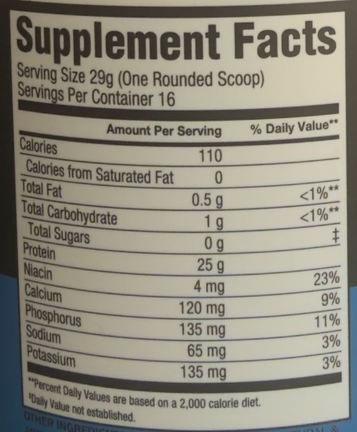 Supplement Facts
Serving Size 29g (One Rounded Scoop)
Servings Per Container 16
Amount Per Serving % Daily Value**
Calories 110
Calories from Saturated Fat 0
Total Fat 0.5 g <1%**
Total Carbohydrate 1 g <1%**
Total Sugars 0 g ‡
Protein 25 g
Niacin 4 mg 23%
Calcium 120 mg 9%
Phosphorus 135 mg 11%
Sodium 65 mg 3%
Potassium 135 mg 3%
**Percent Daily Values are based on a 2,000 calorie diet.
‡Daily Value not established.
OTHER